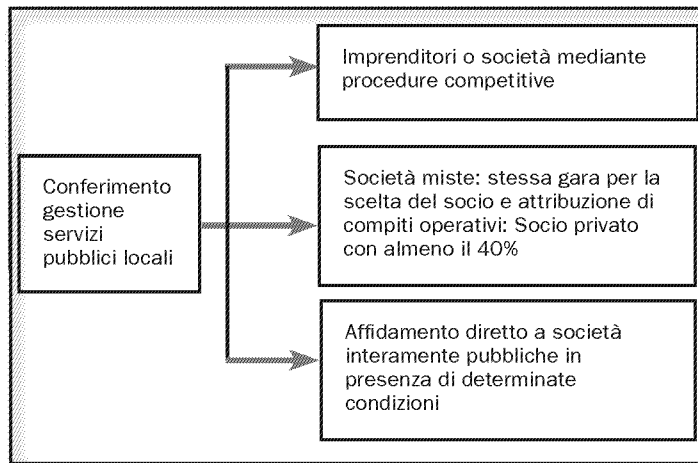 Conferimento
gestione
servizi
pubblici locali
Imprenditori o società mediante
procedure competitive
Società miste: stessa gara per la
scelta del socio e attribuzione di
compiti operativi: Socio privato
con almeno il 40%
Affidamento diretto a società
interamente pubbliche in
presenza di determinate
condizioni